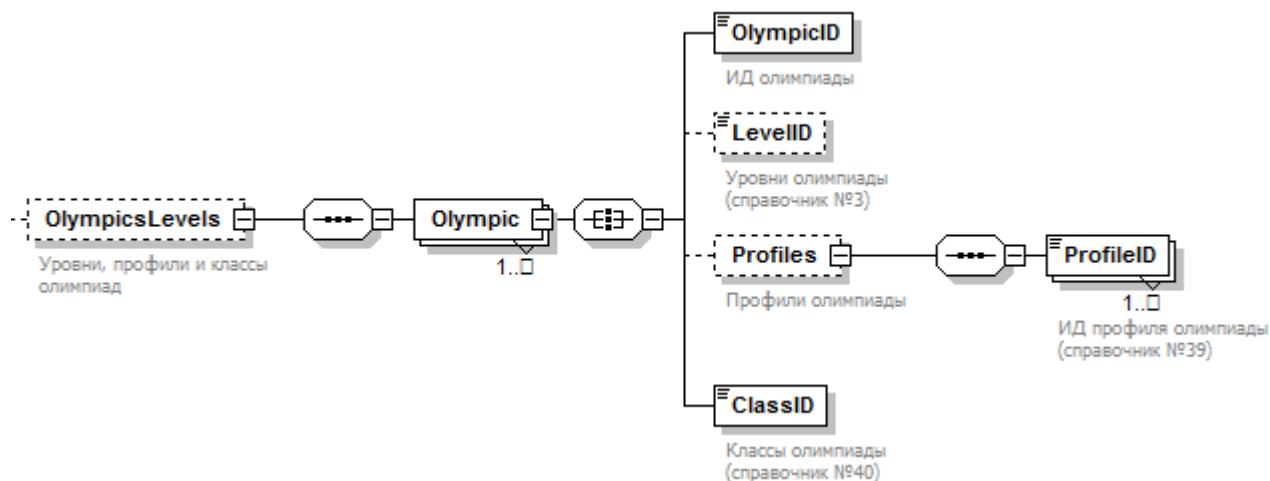 OlympicID
ИД олимпиады
LevelID
Уровни олимпиады
(справочник №3)
OlympicsLevels
Уровни, профили и классы
олимпиад
Olympic
1..□
Profiles
Профили олимпиады
ProfileID
1..□
ИД профиля олимпиады
(справочник №39)
ClassID
Классы олимпиады
(справочник №40)